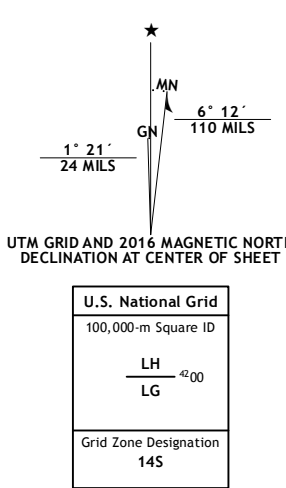 ★
MN
6° 12´
110 MILS
GN
1° 21´
24 MILS
UTM GRID AND 2016 MAGNETIC NORTH
DECLINATION AT CENTER OF SHEET
U.S. National Grid
100,000-m Square ID
LH
⁴²00
LG
Grid Zone Designation
14S